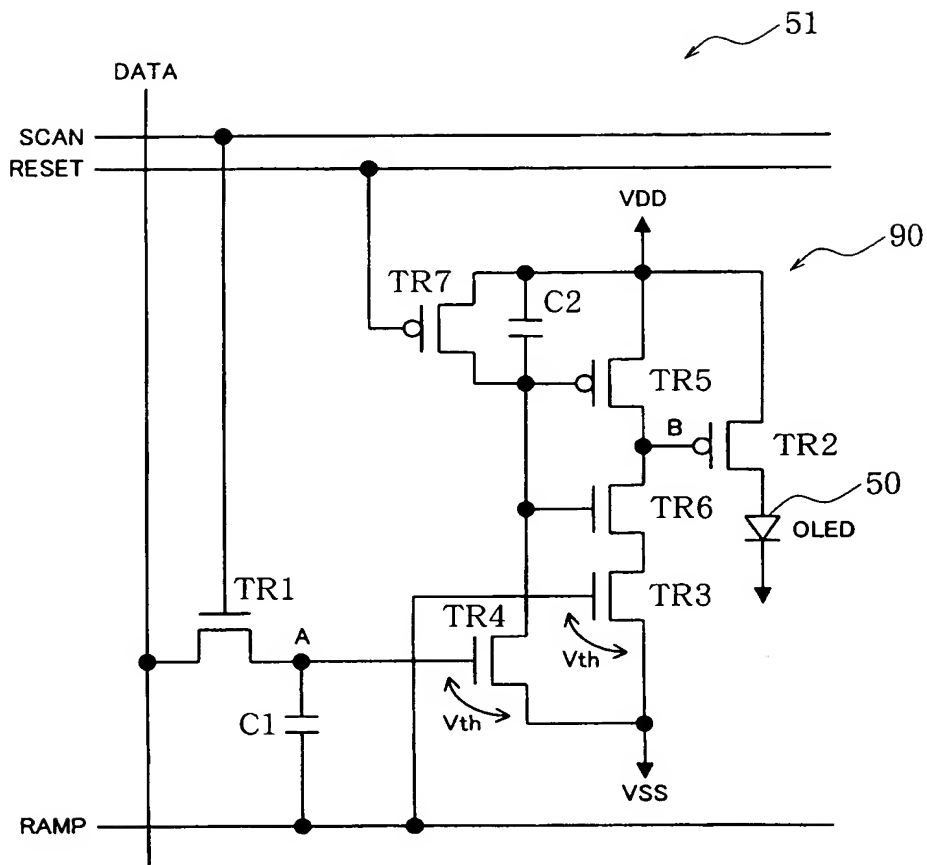 51
DATA
SCAN
RESET
VDD
90
TR7
C2
TR5
B
TR2
50
TR6
OLED
TR1
TR3
TR4
A
Vth
C1
Vth
VSS
RAMP